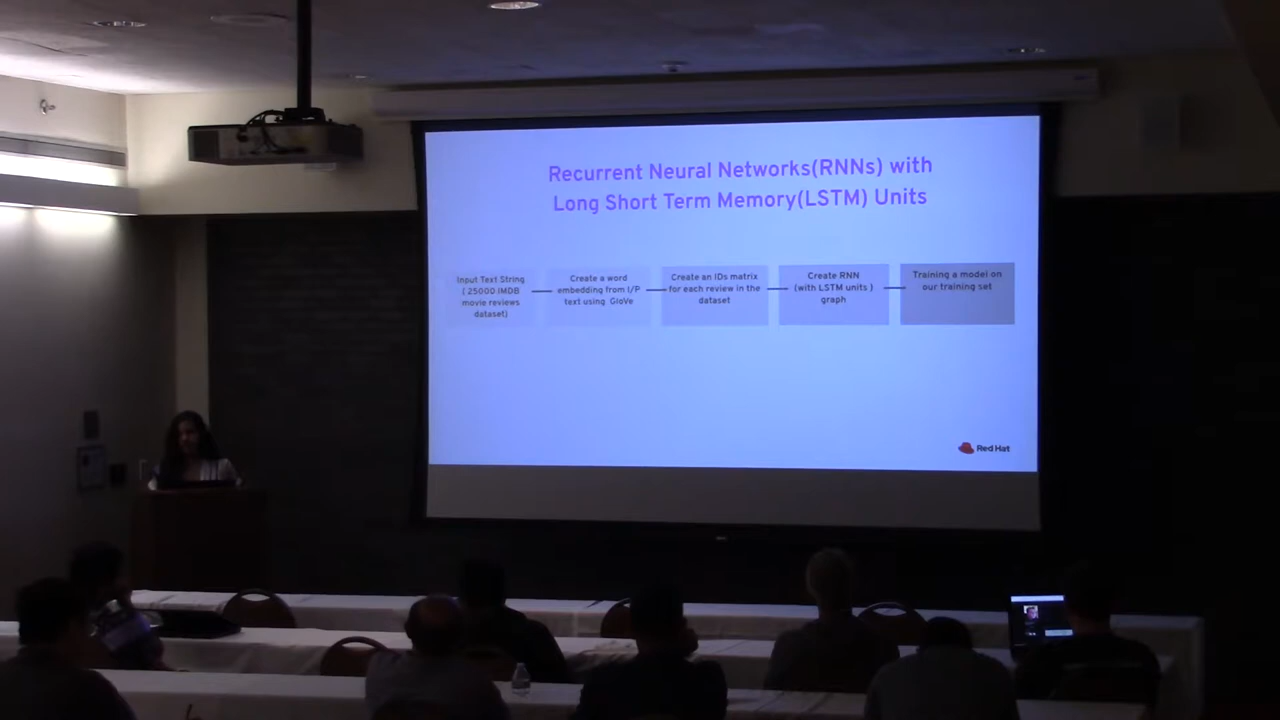 Recurrent Neural Networks(RNNs) with
Long Short Term Memory(LSTM) Units
Input Text String
( 25000 IMDB
movie reviews
dataset)
Create a word
embedding from I/P
text using GloVe
Create an IDs matrix
for each review in the
dataset
Create RNN
(with LSTM units )
graph
Training a model on
our training set
Red Hat